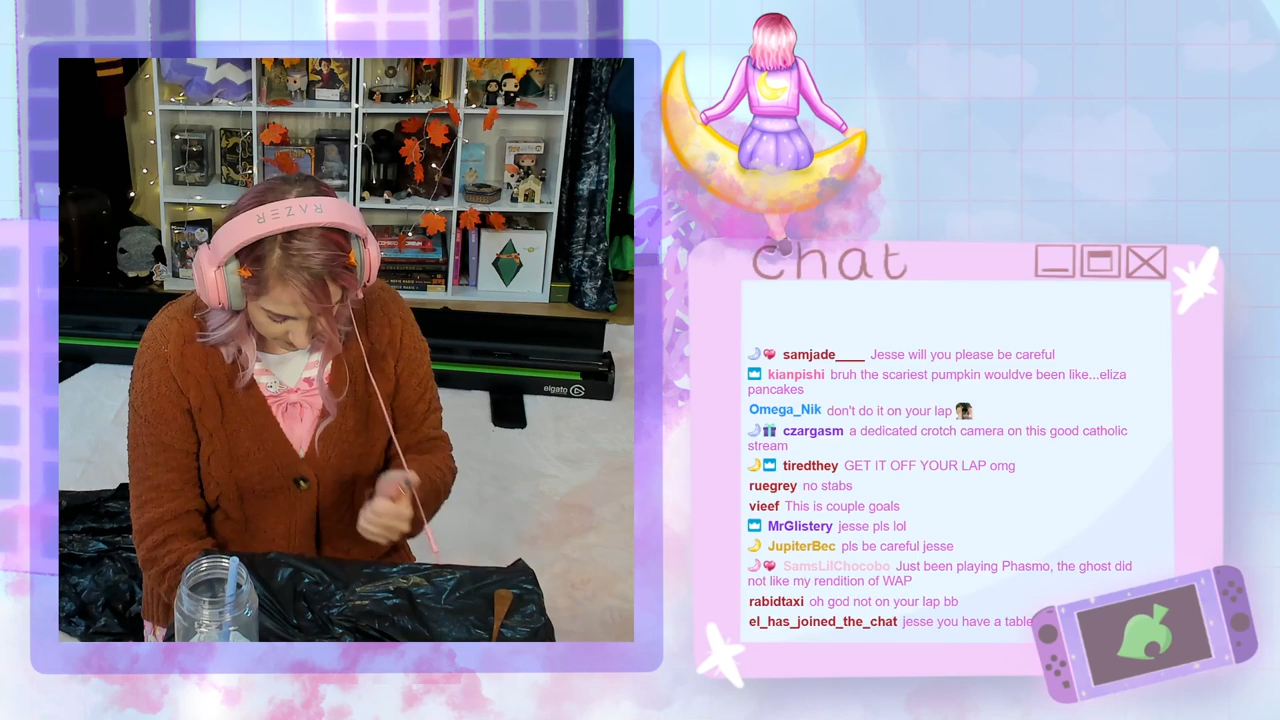 RAZER
elgato
Chat
samjade____ Jesse will you please be careful
kianpishi bruh the scariest pumpkin wouldve been like...eliza
pancakes
Omega_Nik don't do it on your lap
czargasm a dedicated crotch camera on this good catholic
stream
tiredthey GET IT OFF YOUR LAP omg
ruegrey no stabs
vieef This is couple goals
MrGlistery jesse pls lol
JupiterBec pls be careful jesse
SamsLilChocobo Just been playing Phasmo, the ghost did
not like my rendition of WAP
rabidtaxi oh god not on your lap bb
el_has_joined_the_chat jesse you have a table